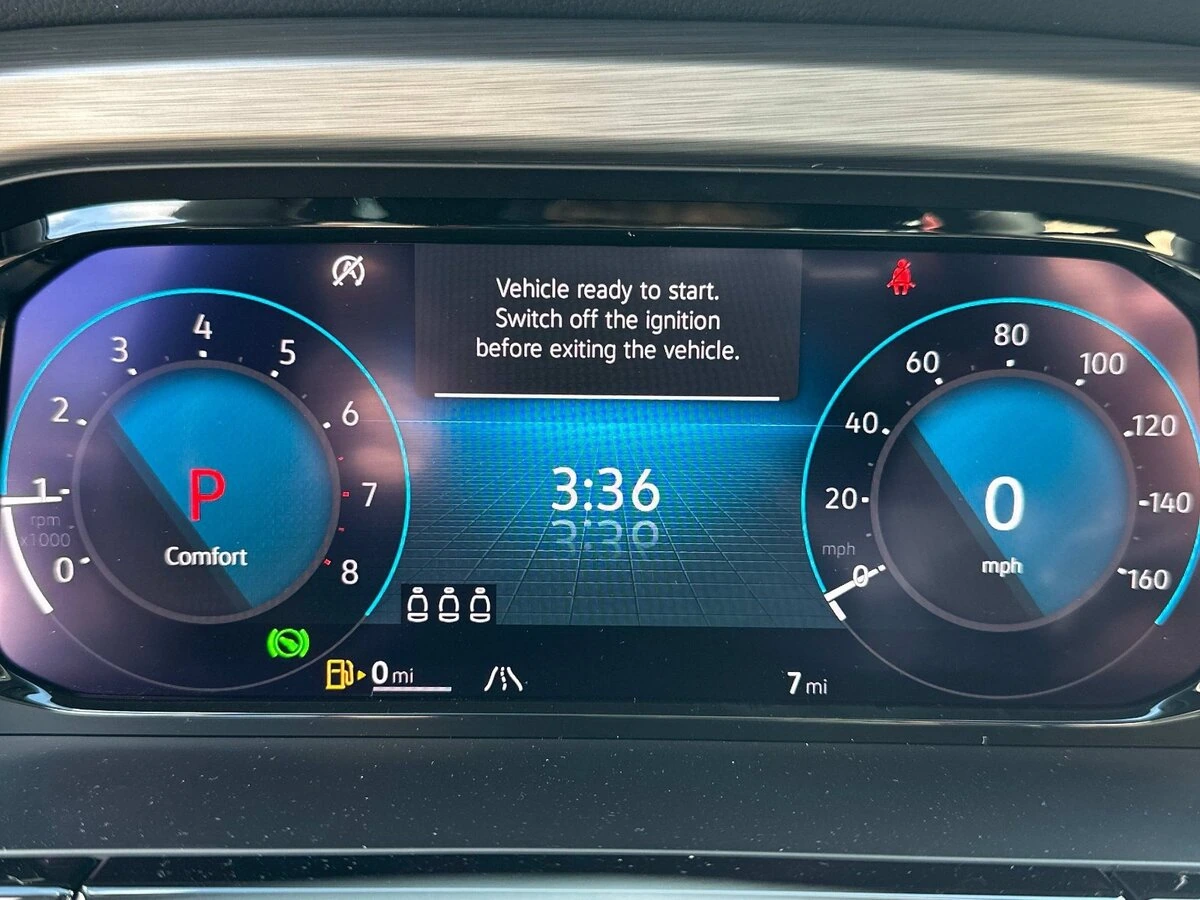 Vehicle ready to start.
Switch off the ignition
before exiting the vehicle.
0
1
2
3
4
5
6
7
8
rpm
x1000
P
Comfort
3:36
0
20
40
60
80
100
120
140
160
mph
0
mph
A
0 mi
7 mi